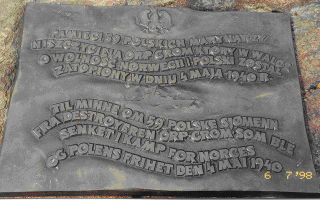 PAMIĘCI 59 POLSKICH MARYNARZY
NISZCZYCIELA ORP GROM KTÓRY W WALCE
O WOLNOŚĆ NORWEGII I POLSKI ZOSTAŁ
ZATOPIONY W DNIU 4 MAJA 1940 R.
TIL MINNE OM 59 POLSKE SJØMENN
FRA DESTROYEREN ORP GROM SOM BLE
SENKET I KAMP FOR NORGES
OG POLENS FRIHET DEN 4 MAI 1940
6 7 '98